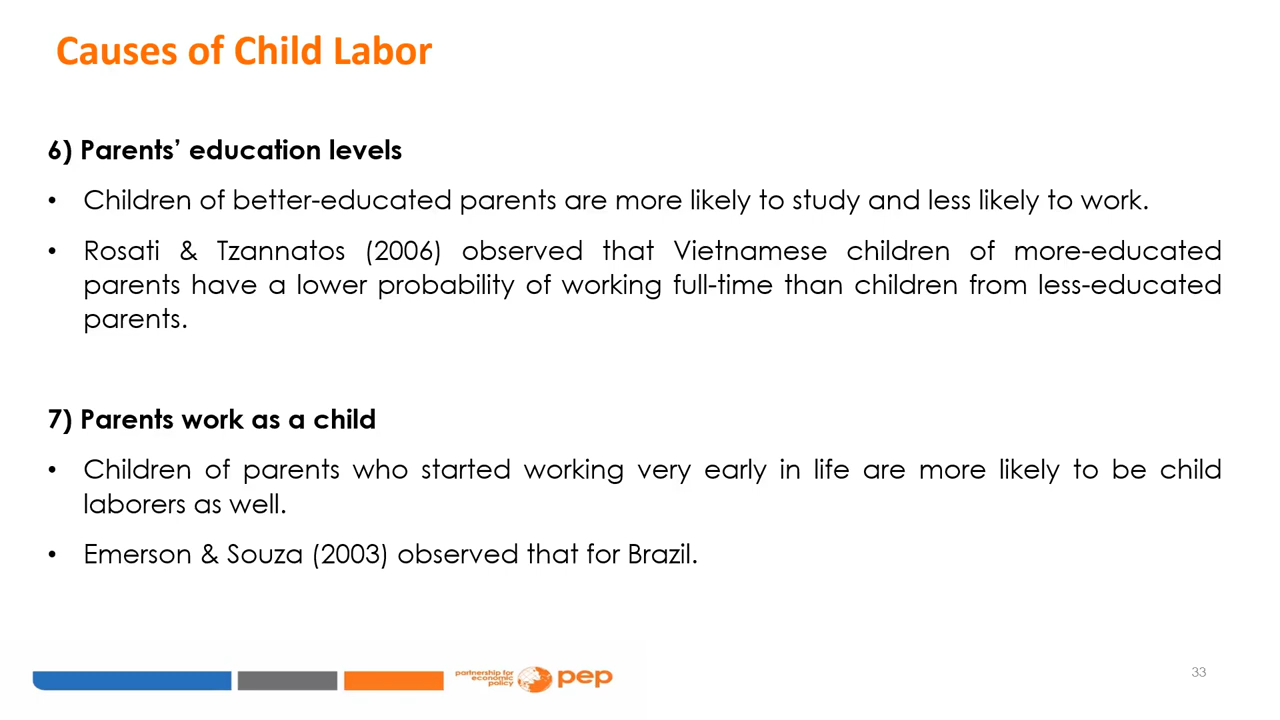 Causes of Child Labor
6) Parents’ education levels
• Children of better-educated parents are more likely to study and less likely to work.
• Rosati & Tzannatos (2006) observed that Vietnamese children of more-educated
parents have a lower probability of working full-time than children from less-educated
parents.
7) Parents work as a child
• Children of parents who started working very early in life are more likely to be child
laborers as well.
• Emerson & Souza (2003) observed that for Brazil.
partnership for
economic
policy
pep
33